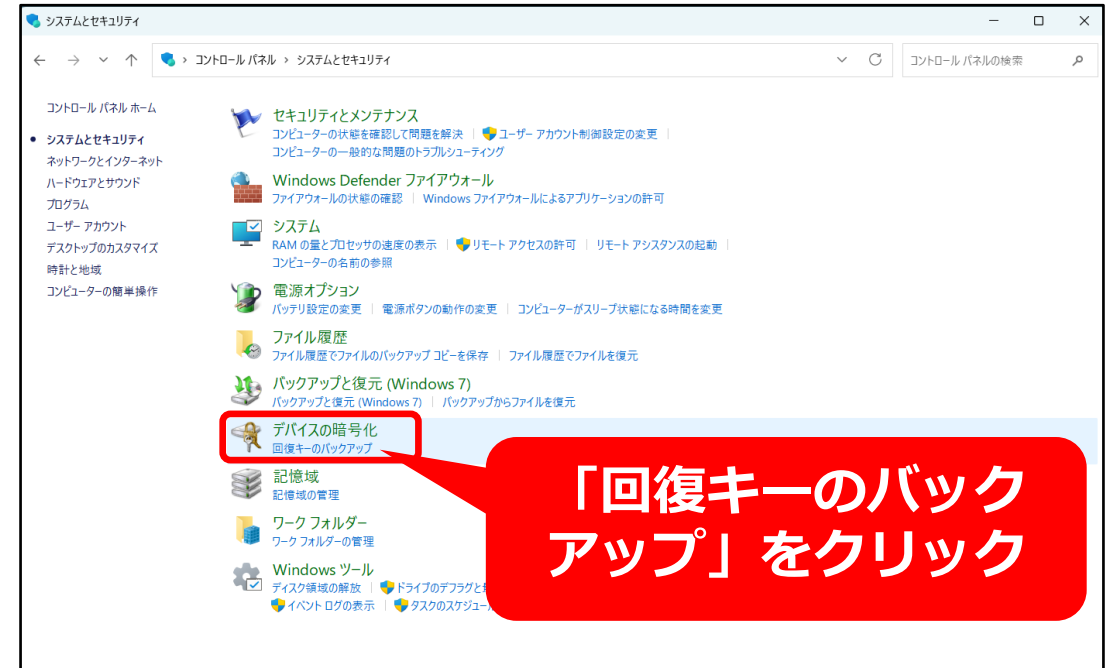 システムとセキュリティ
コントロール パネル › システムとセキュリティ
コントロール パネルの検索
コントロール パネル ホーム
システムとセキュリティ
ネットワークとインターネット
ハードウェアとサウンド
プログラム
ユーザー アカウント
デスクトップのカスタマイズ
時計と地域
コンピューターの簡単操作
セキュリティとメンテナンス
コンピューターの状態を確認して問題を解決 | ユーザー アカウント制御設定の変更 |
コンピューターの一般的な問題のトラブルシューティング
Windows Defender ファイアウォール
ファイアウォールの状態の確認 | Windows ファイアウォールによるアプリケーションの許可
システム
RAM の量とプロセッサの速度の表示 | リモート アクセスの許可 | リモート アシスタンスの起動 |
コンピューターの名前の参照
電源オプション
バッテリ設定の変更 | 電源ボタンの動作の変更 | コンピューターがスリープ状態になる時間を変更
ファイル履歴
ファイル履歴でファイルのバックアップ コピーを保存 | ファイル履歴でファイルを復元
バックアップと復元 (Windows 7)
バックアップと復元 (Windows 7) | バックアップからファイルを復元
デバイスの暗号化
回復キーのバックアップ
記憶域
記憶域の管理
ワーク フォルダー
ワーク フォルダーの管理
Windows ツール
ディスク領域の解放 | ドライブのデフラグと
イベント ログの表示 | タスクのスケジュール
「回復キーのバック
アップ」をクリック